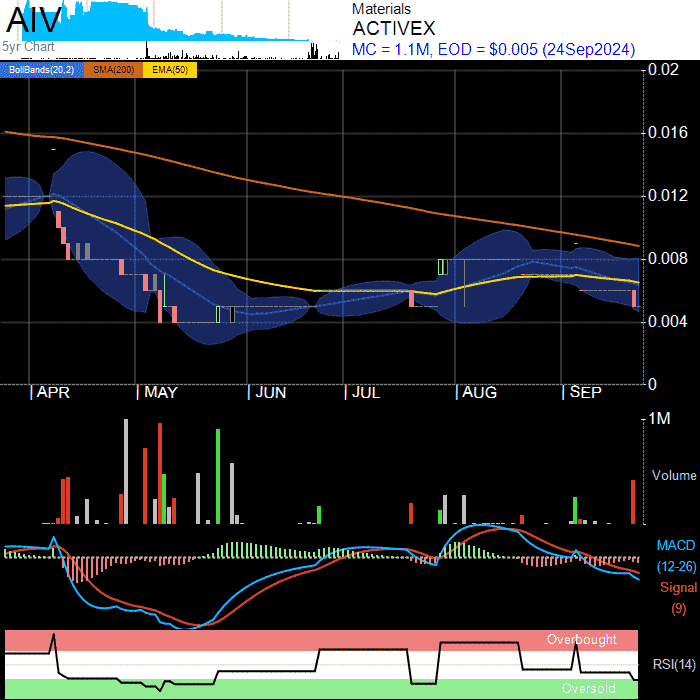 AIV
5yr Chart
Materials
ACTIVEX
MC = 1.1M, EOD = $0.005 (24Sep2024)
BollBands(20,2) SMA(200) EMA(50)
0.02
0.016
0.012
0.008
0.004
0
APR MAY JUN JUL AUG SEP
1M
Volume
MACD
(12-26)
Signal
(9)
Overbought
RSI(14)
Oversold